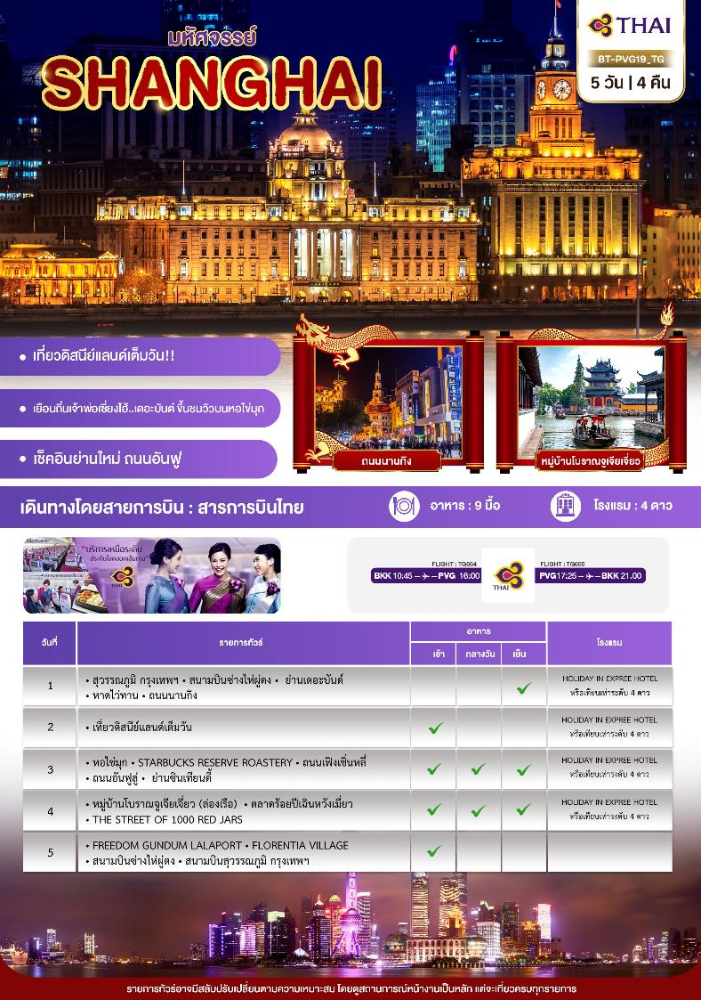 มหัศจรรย์
SHANGHAI
THAI
BT-PVG19_TG
5 วัน | 4 คืน
• เที่ยวดิสนีย์แลนด์เต็มวัน!!
• เยือนถิ่นเจ้าพ่อเซี่ยงไฮ้..เดอะบันด์ ขึ้นชมวิวบนหอไข่มุก
• เช็คอินย่านใหม่ ถนนอันฟู
ถนนนานกิง
หมู่บ้านโบราณจูเจียเจี่ยว
เดินทางโดยสายการบิน : สารการบินไทย
อาหาร : 9 มื้อ
โรงแรม : 4 ดาว
"บริการเหนือระดับ
ประทับใจตลอดเส้นทาง"
THAI
FLIGHT : TG664
BKK 10:45 – PVG 16:00
THAI
FLIGHT : TG665
PVG17:25 – BKK 21.00
วันที่ รายการทัวร์ อาหาร โรงแรม
เช้า กลางวัน เย็น
1
• สุวรรณภูมิ กรุงเทพฯ • สนามบินซ่างไห่ผู่ตง • ย่านเดอะบันด์
• หาดไว่ทาน • ถนนนานกิง
HOLIDAY IN EXPREE HOTEL
หรือเทียบเท่าระดับ 4 ดาว
2
• เที่ยวดิสนีย์แลนด์เต็มวัน
HOLIDAY IN EXPREE HOTEL
หรือเทียบเท่าระดับ 4 ดาว
3
• หอไข่มุก • STARBUCKS RESERVE ROASTERY • ถนนเฟิงเซิ่นหลี่
• ถนนอันฟูลู่ • ย่านซินเทียนตี้
HOLIDAY IN EXPREE HOTEL
หรือเทียบเท่าระดับ 4 ดาว
4
• หมู่บ้านโบราณจูเจียเจี่ยว (ล่องเรือ) • ตลาดร้อยปีเฉินหวังเมี่ยว
• THE STREET OF 1000 RED JARS
HOLIDAY IN EXPREE HOTEL
หรือเทียบเท่าระดับ 4 ดาว
5
• FREEDOM GUNDUM LALAPORT • FLORENTIA VILLAGE
• สนามบินซ่างไห่ผู่ตง • สนามบินสุวรรณภูมิ กรุงเทพฯ
รายการทัวร์อาจมีสลับปรับเปลี่ยนตามความเหมาะสม โดยดูสถานการณ์หน้างานเป็นหลัก แต่จะเที่ยวครบทุกรายการ